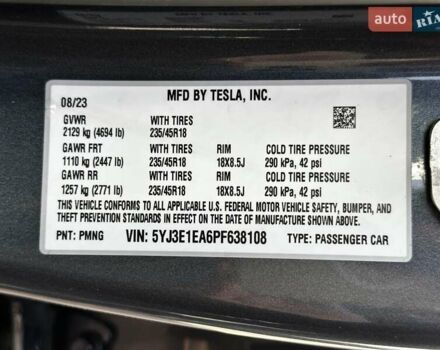 auto RIA
MFD BY TESLA, INC.
08/23
GVWR WITH TIRES
2129 kg (4694 lb) 235/45R18
GAWR FRT WITH TIRES RIM COLD TIRE PRESSURE
1110 kg (2447 lb) 235/45R18 18X8.5J 290 kPa, 42 psi
GAWR RR WITH TIRES RIM COLD TIRE PRESSURE
1257 kg (2771 lb) 235/45R18 18X8.5J 290 kPa, 42 psi
THIS VEHICLE CONFORMS TO ALL APPLICABLE U.S. FEDERAL MOTOR VEHICLE SAFETY, BUMPER, AND
THEFT PREVENTION STANDARDS IN EFFECT ON THE DATE OF MANUFACTURE SHOWN ABOVE.
PNT: PMNG VIN: 5YJ3E1EA6PF638108 TYPE: PASSENGER CAR